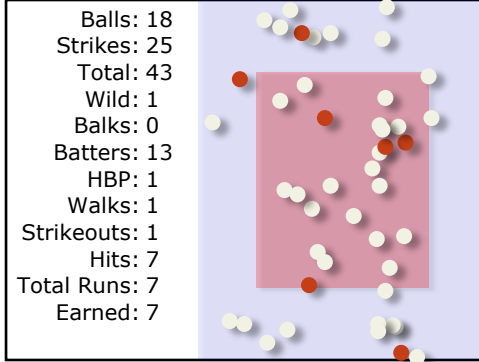 Balls: 18
Strikes: 25
Total: 43
Wild: 1
Balks: 0
Batters: 13
HBP: 1
Walks: 1
Strikeouts: 1
Hits: 7
Total Runs: 7
Earned: 7